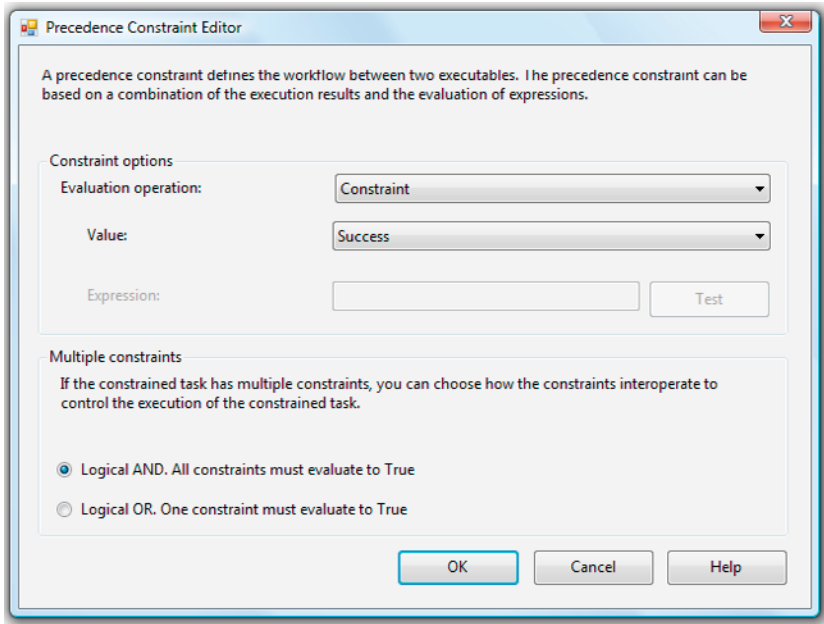 Precedence Constraint Editor
A precedence constraint defines the workflow between two executables. The precedence constraint can be
based on a combination of the execution results and the evaluation of expressions.
Constraint options
Evaluation operation: Constraint
Value: Success
Expression: Test
Multiple constraints
If the constrained task has multiple constraints, you can choose how the constraints interoperate to
control the execution of the constrained task.
Logical AND. All constraints must evaluate to True
Logical OR. One constraint must evaluate to True
OK Cancel Help